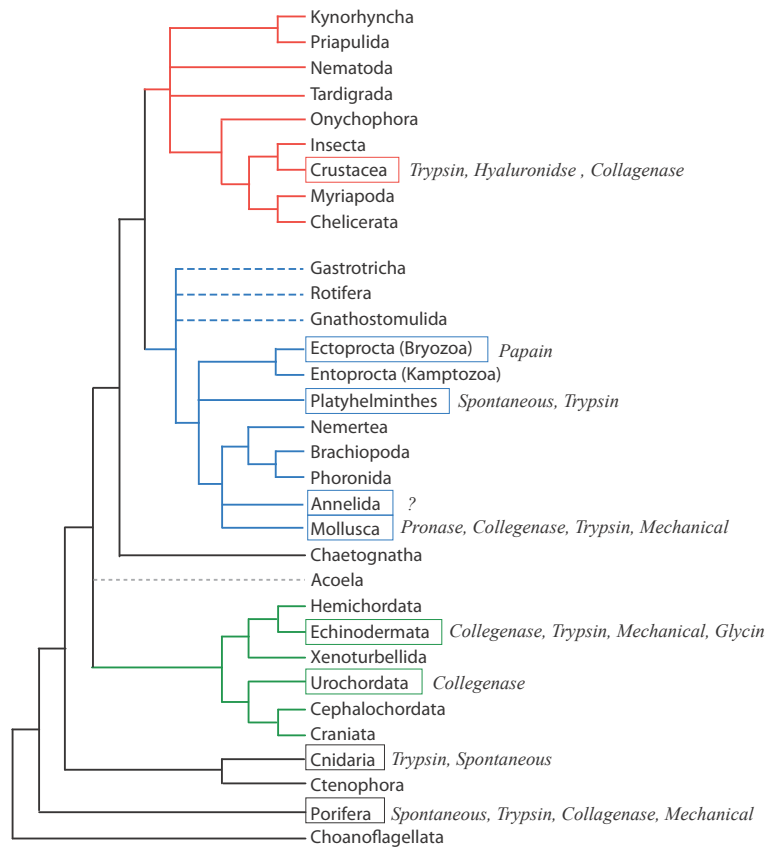 Kynorhyncha
Priapulida
Nematoda
Tardigrada
Onychophora
Insecta
Crustacea Trypsin, Hyaluronidse , Collagenase
Myriapoda
Chelicerata
Gastrotricha
Rotifera
Gnathostomulida
Ectoprocta (Bryozoa) Papain
Entoprocta (Kamptozoa)
Platyhelminthes Spontaneous, Trypsin
Nemertea
Brachiopoda
Phoronida
Annelida ?
Mollusca Pronase, Collegenase, Trypsin, Mechanical
Chaetognatha
Acoela
Hemichordata
Echinodermata Collegenase, Trypsin, Mechanical, Glycin
Xenoturbellida
Urochordata Collegenase
Cephalochordata
Craniata
Cnidaria Trypsin, Spontaneous
Ctenophora
Porifera Spontaneous, Trypsin, Collagenase, Mechanical
Choanoflagellata